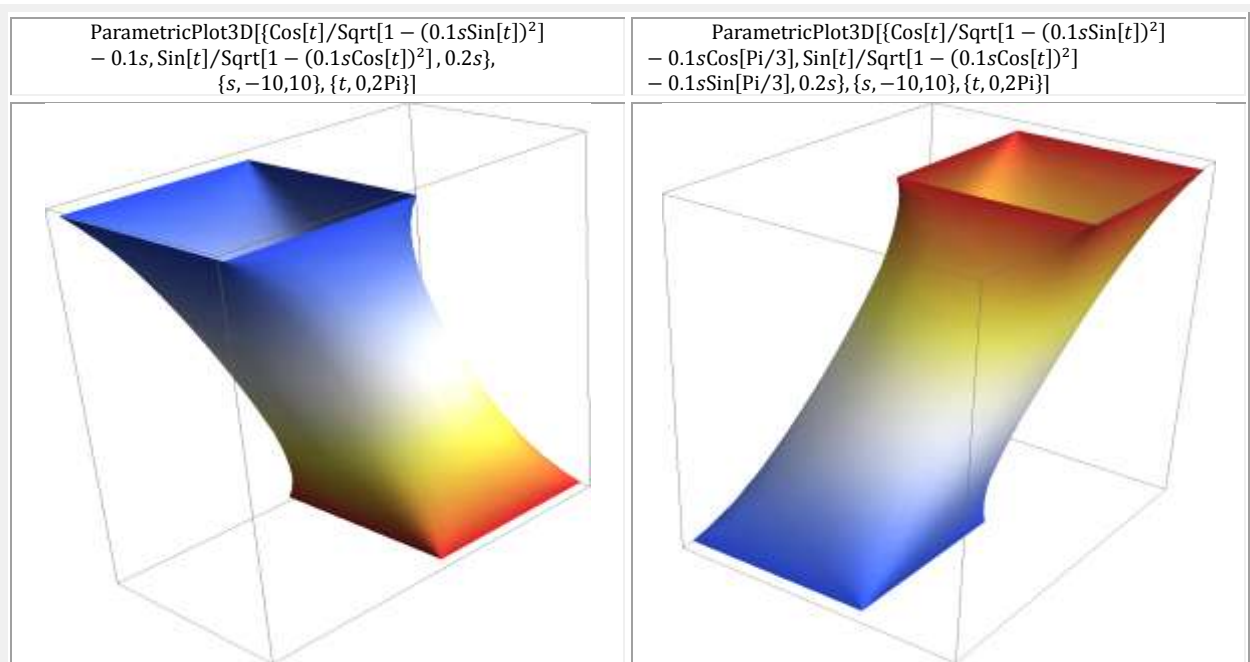 ParametricPlot3D[{Cos[t]/Sqrt[1 − (0.1sSin[t])²]
− 0.1s, Sin[t]/Sqrt[1 − (0.1sCos[t])²] , 0.2s},
{s, −10,10}, {t, 0,2Pi}]
ParametricPlot3D[{Cos[t]/Sqrt[1 − (0.1sSin[t])²]
− 0.1sCos[Pi/3], Sin[t]/Sqrt[1 − (0.1sCos[t])²]
− 0.1sSin[Pi/3], 0.2s}, {s, −10,10}, {t, 0,2Pi}]